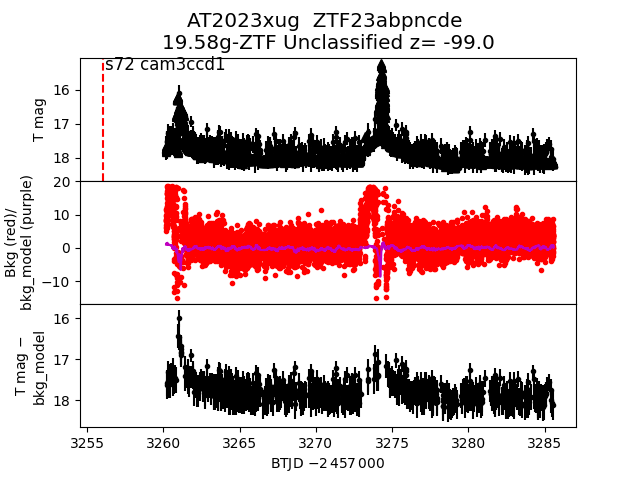 AT2023xug ZTF23abpncde
19.58g-ZTF Unclassified z= -99.0
s72 cam3ccd1
T mag
16
17
18
Bkg (red)/
bkg_model (purple)
20
10
0
−10
T mag −
bkg_model
16
17
18
3255 3260 3265 3270 3275 3280 3285
BTJD −2 457 000